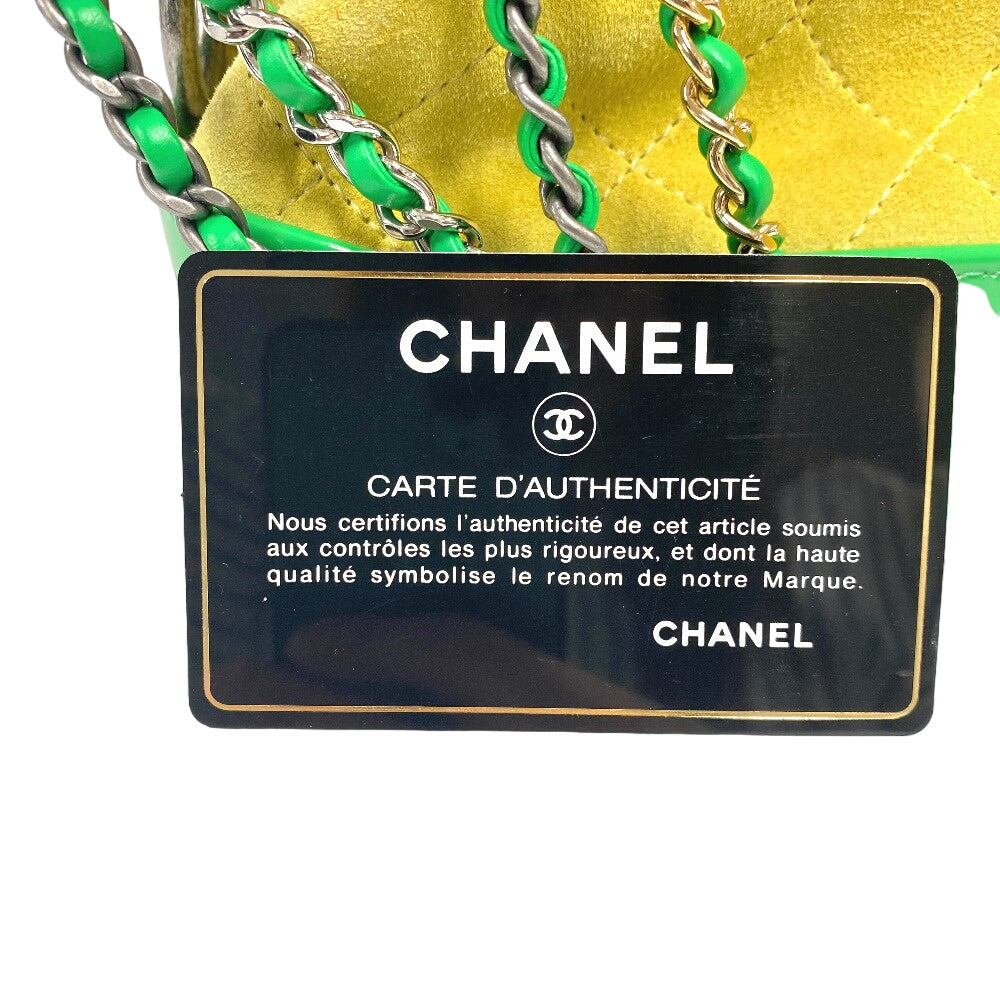 CHANEL
CARTE D'AUTHENTICITÉ
Nous certifions l'authenticité de cet article soumis
aux contrôles les plus rigoureux, et dont la haute
qualité symbolise le renom de notre Marque.
CHANEL